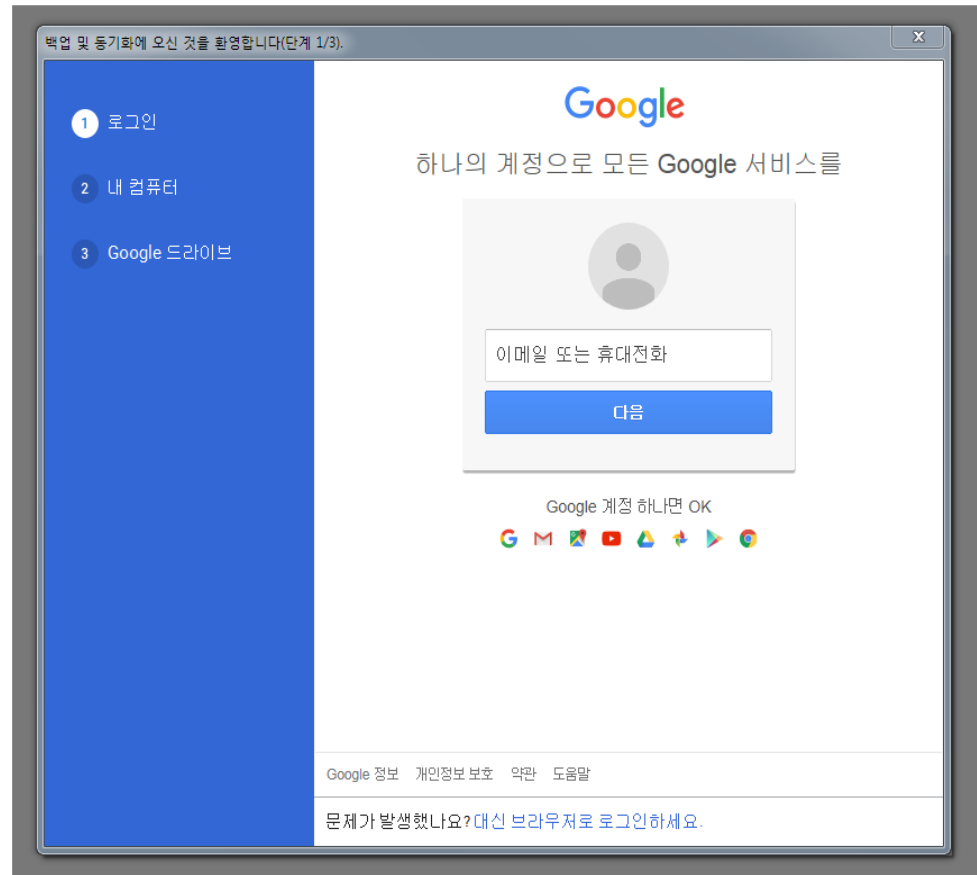 백업 및 동기화에 오신 것을 환영합니다(단계 1/3).
X
1 로그인
2 내 컴퓨터
3 Google 드라이브
Google
하나의 계정으로 모든 Google 서비스를
이메일 또는 휴대전화
다음
Google 계정 하나면 OK
Google 정보 개인정보 보호 약관 도움말
문제가 발생했나요? 대신 브라우저로 로그인하세요.